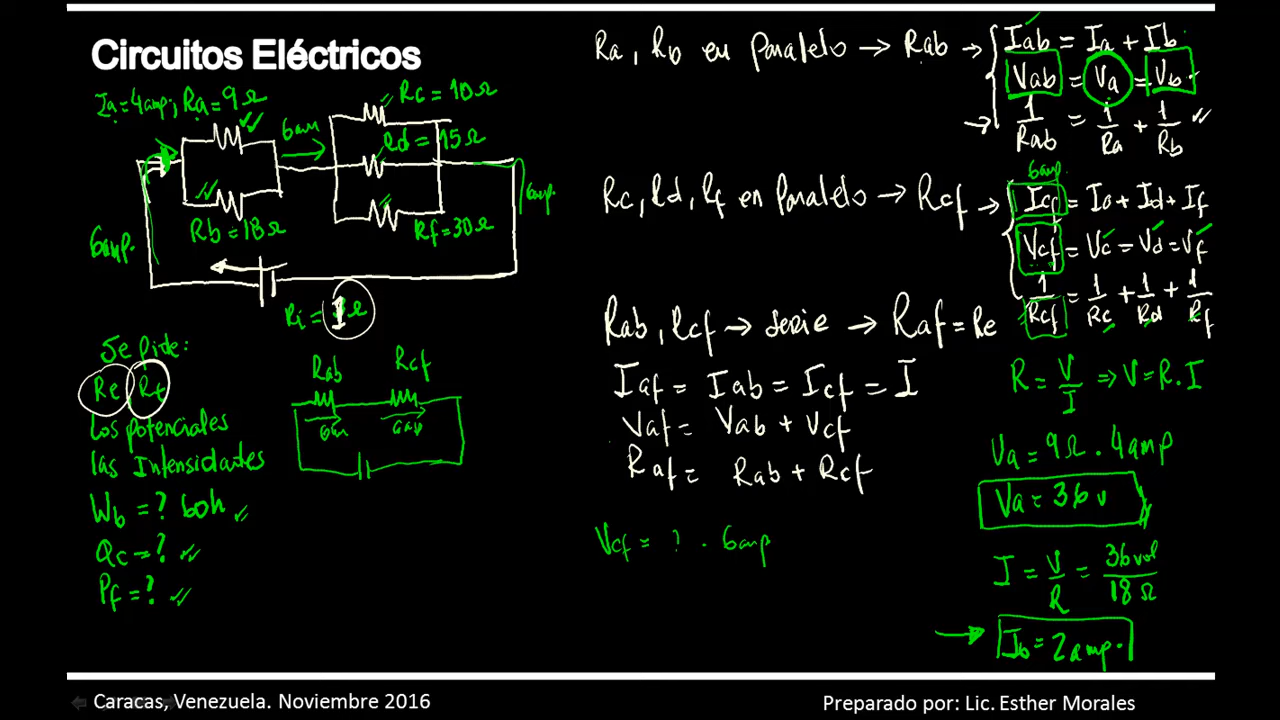 Circuitos Eléctricos
Ia=4amp; Ra=9Ω
Rc=10Ω
6am
Rd=15Ω
Rb=18Ω
Rf=30Ω
6amp.
6amp
Ri=1Ω
Se pide:
Re Rt
los potenciales
las Intensidades
Wb=? 60h
Qc=?
Pf=?
Rab Rcf
6am 6am
Ra, Rb en Paralelo → Rab →
Iab = Ia + Ib
Vab = Va = Vb
1/Rab = 1/Ra + 1/Rb
Rc, Rd, Rf en Paralelo → Rcf →
6amp
Icf = Ic + Id + If
Vcf = Vc = Vd = Vf
1/Rcf = 1/Rc + 1/Rd + 1/Rf
Rab, Rcf → serie → Raf = Re
Iaf = Iab = Icf = I
Vaf = Vab + Vcf
Raf = Rab + Rcf
Vcf = ? . 6amp
R = V/I ⇒ V = R . I
Va = 9Ω . 4amp
Va = 36 v
I = V/R = 36vol/18Ω
→ Ib = 2amp.
Caracas, Venezuela. Noviembre 2016
Preparado por: Lic. Esther Morales